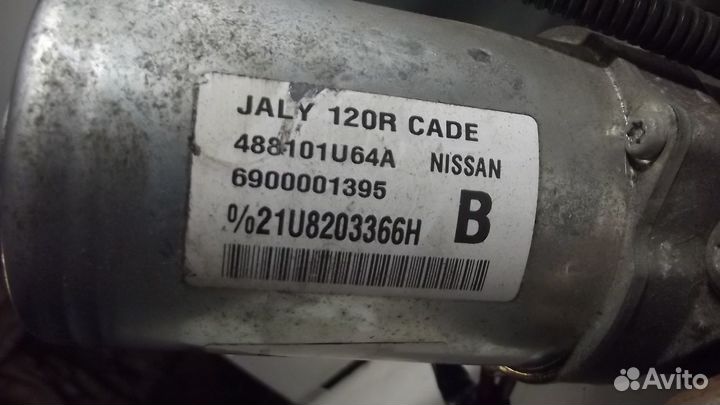 JALY 120R CADE
488101U64A NISSAN
6900001395
%21U8203366H B
Avito